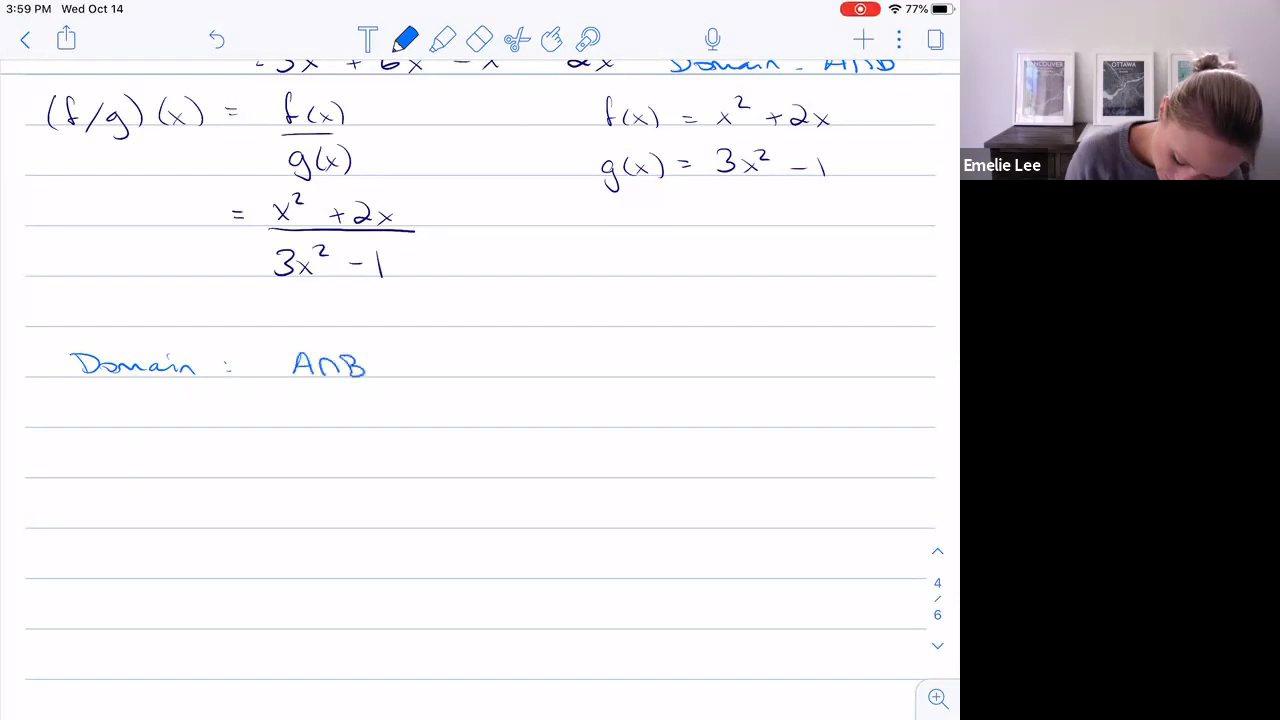 3:59 PM Wed Oct 14
77%
T
Domain: A∩B
(f/g)(x) = f(x)
g(x)
= x² + 2x
3x² - 1
f(x) = x² + 2x
g(x) = 3x² - 1
Domain : A∩B
4
/
6
VANCOUVER
OTTAWA
Emelie Lee